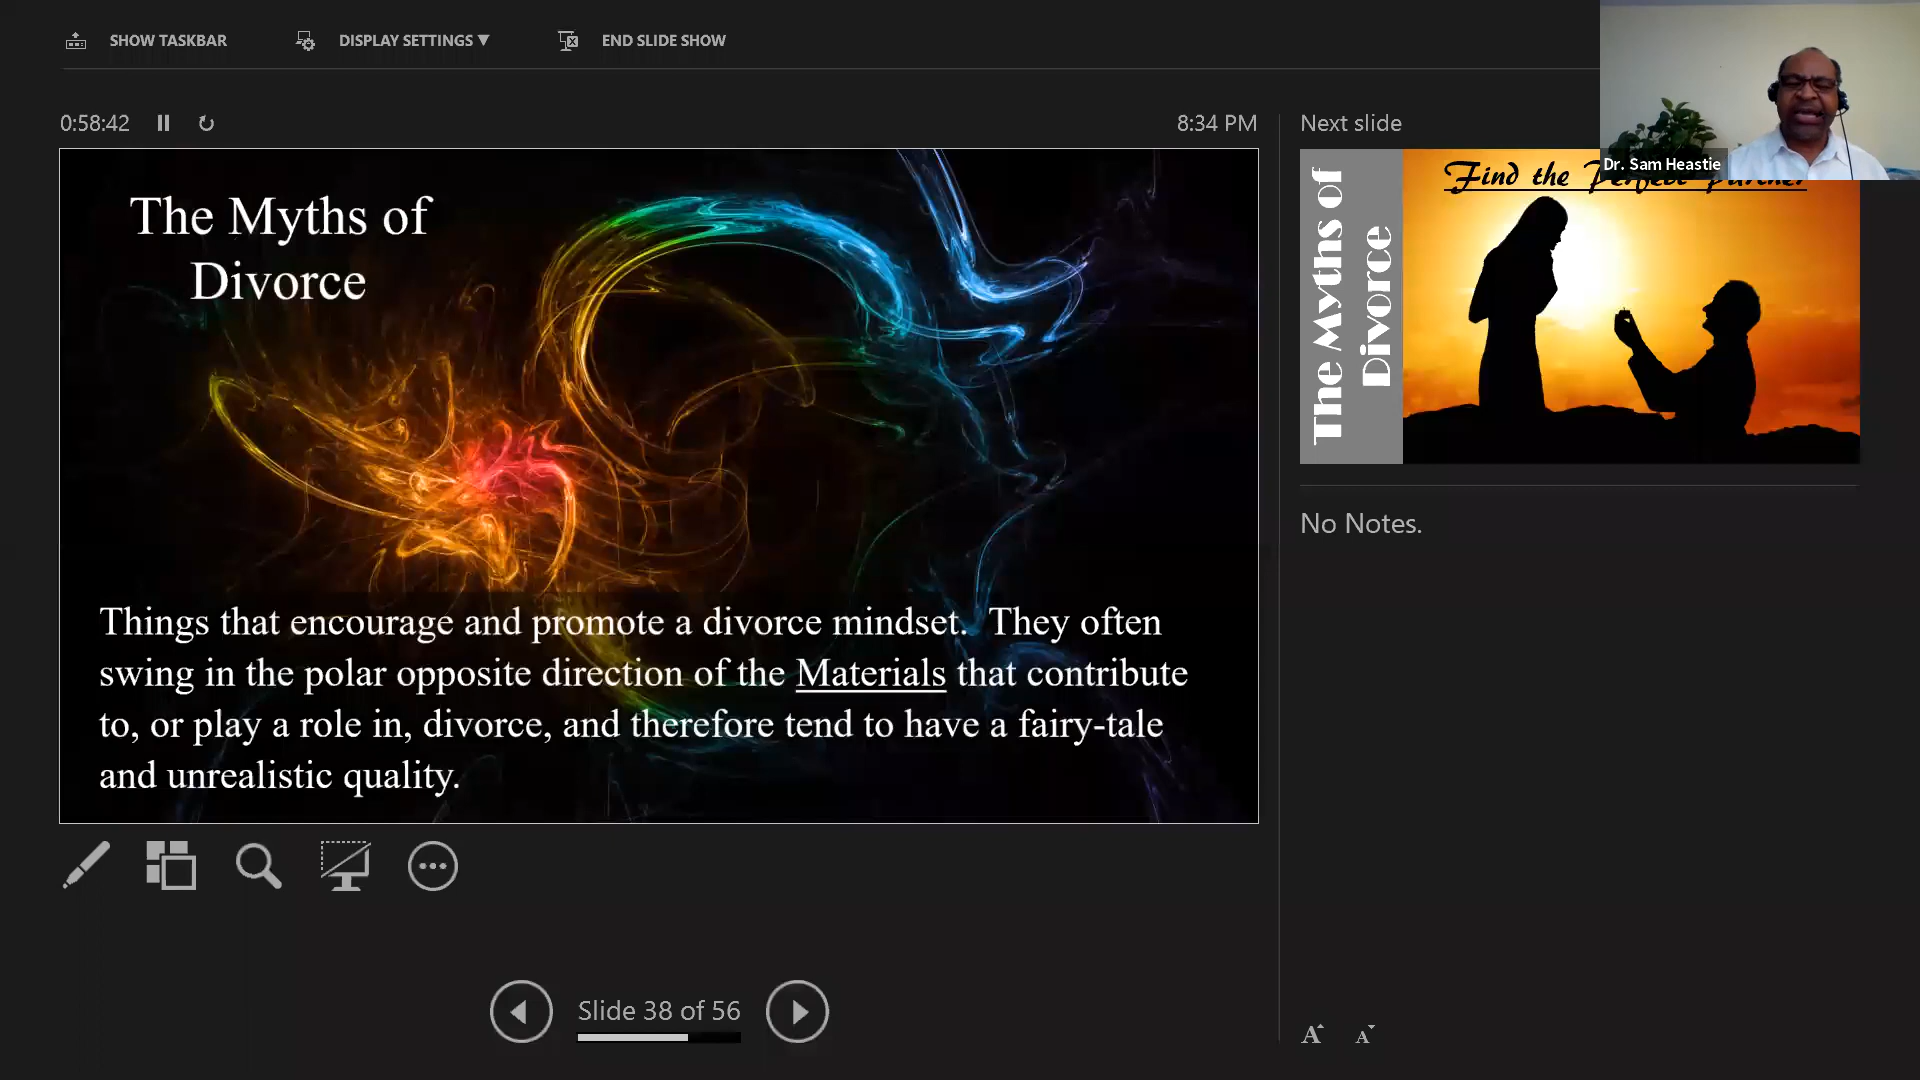 SHOW TASKBAR
DISPLAY SETTINGS ▼
END SLIDE SHOW
0:58:42
8:34 PM
Next slide
Dr. Sam Heastie
The Myths of
Divorce
Things that encourage and promote a divorce mindset. They often
swing in the polar opposite direction of the Materials that contribute
to, or play a role in, divorce, and therefore tend to have a fairy-tale
and unrealistic quality.
The Myths of
Divorce
Find the Perfect Partner
No Notes.
Slide 38 of 56
A A